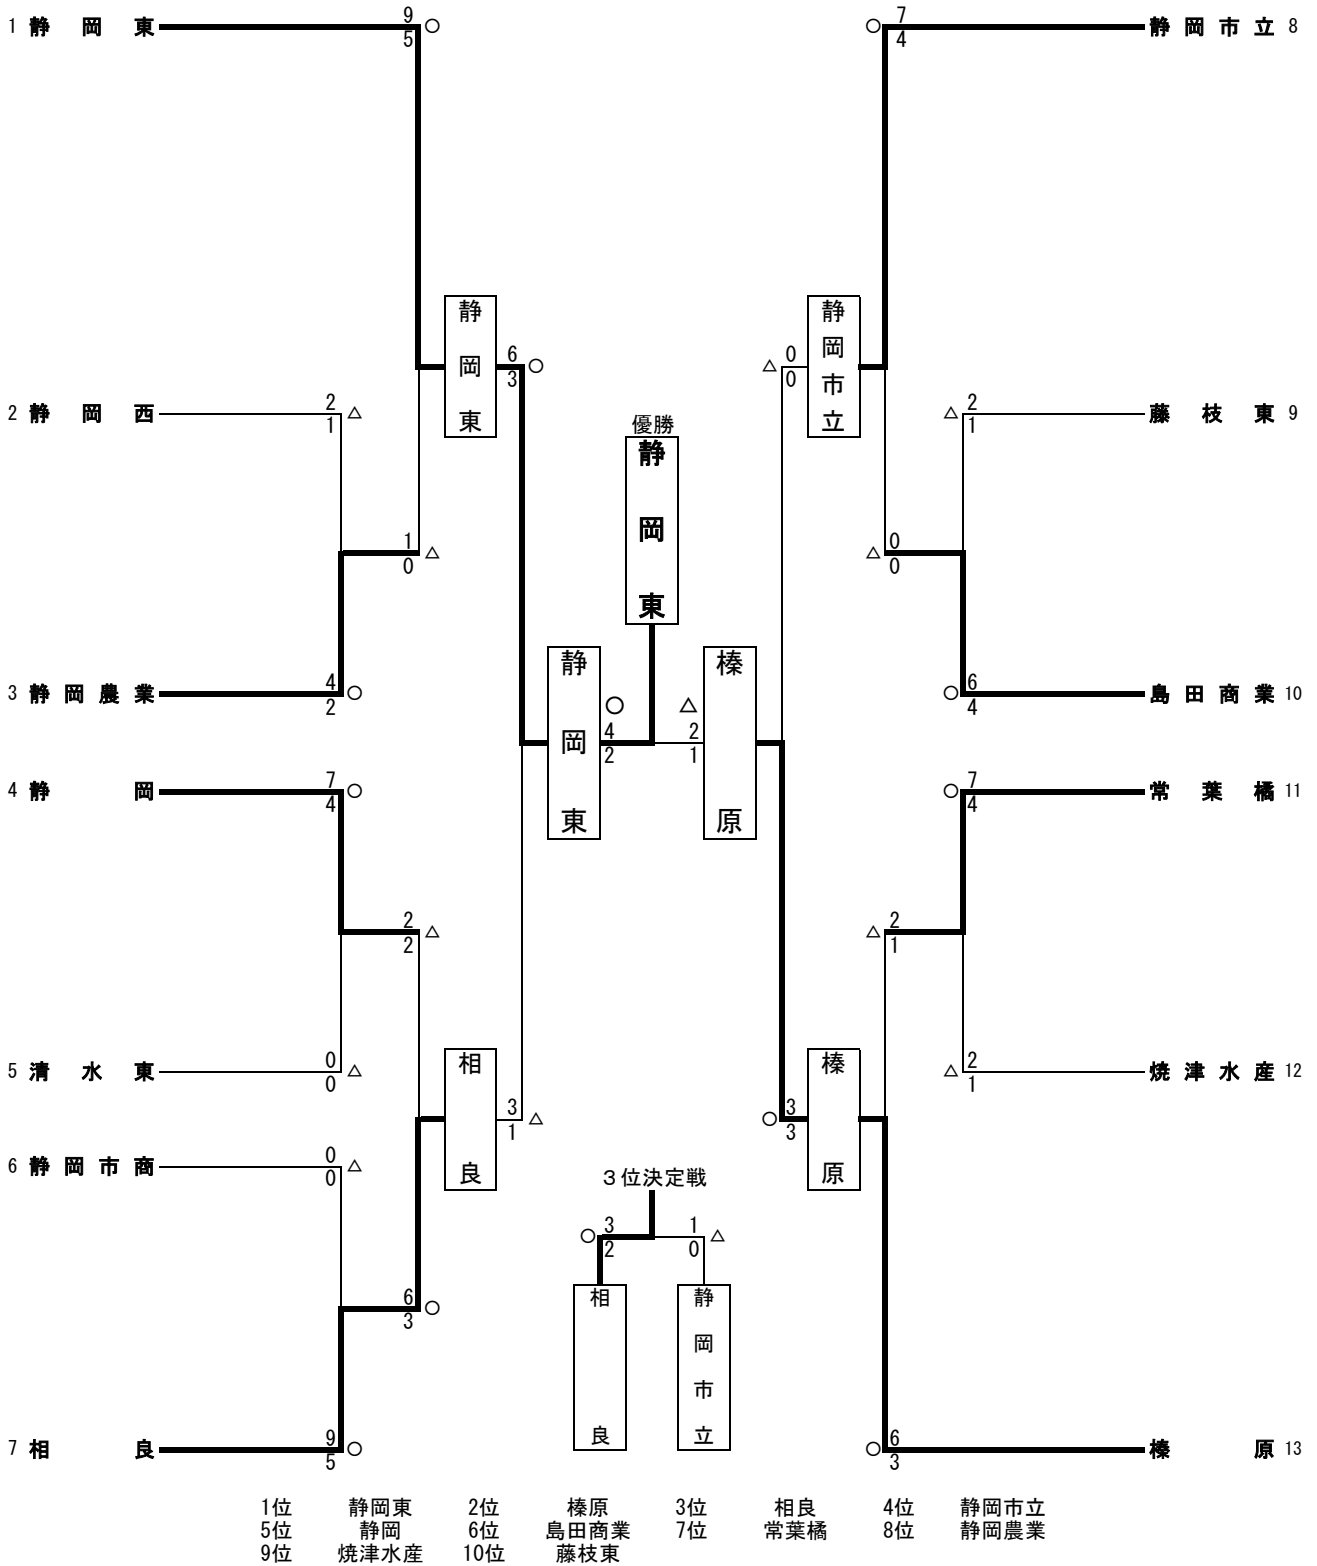 1 静岡東 9 ○ 5
○ 7 静岡市立 8 4
静岡東
6 ○ 3
静岡市立
△ 0 0
2 静岡西 2 △ 1
△ 2 藤枝東 9 1
優勝
静岡東
1 △ 0
△ 0 0
静岡東
榛原
3 静岡農業 4 ○ 2
○ 6 島田商業 10 4
○ 4 2
△ 2 1
4 静岡 7 ○ 4
○ 7 常葉橘 11 4
2 △ 2
△ 2 1
相良
榛原
5 清水東 0 △ 0
△ 2 焼津水産 12 1
3 △ 1
○ 3 3
6 静岡市商 0 △ 0
３位決定戦
○ 3 2
1 △ 0
相良
静岡市立
6 ○ 3
7 相良 9 ○ 5
○ 6 榛原 13 3
1位 静岡東 2位 榛原 3位 相良 4位 静岡市立
5位 静岡 6位 島田商業 7位 常葉橘 8位 静岡農業
9位 焼津水産 10位 藤枝東